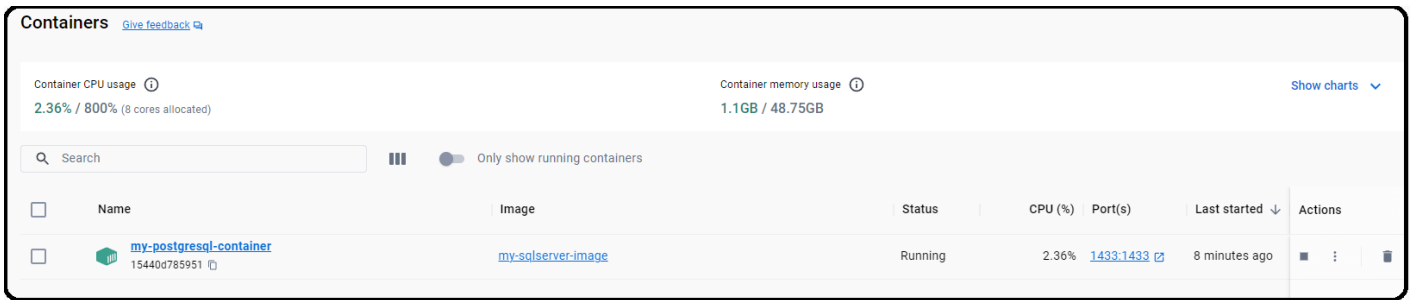 Containers Give feedback
Container CPU usage
2.36% / 800% (8 cores allocated)
Container memory usage
1.1GB / 48.75GB
Show charts
Search
Only show running containers
Name Image Status CPU (%) Port(s) Last started Actions
my-postgresql-container my-sqlserver-image Running 2.36% 1433:1433 8 minutes ago
15440d785951